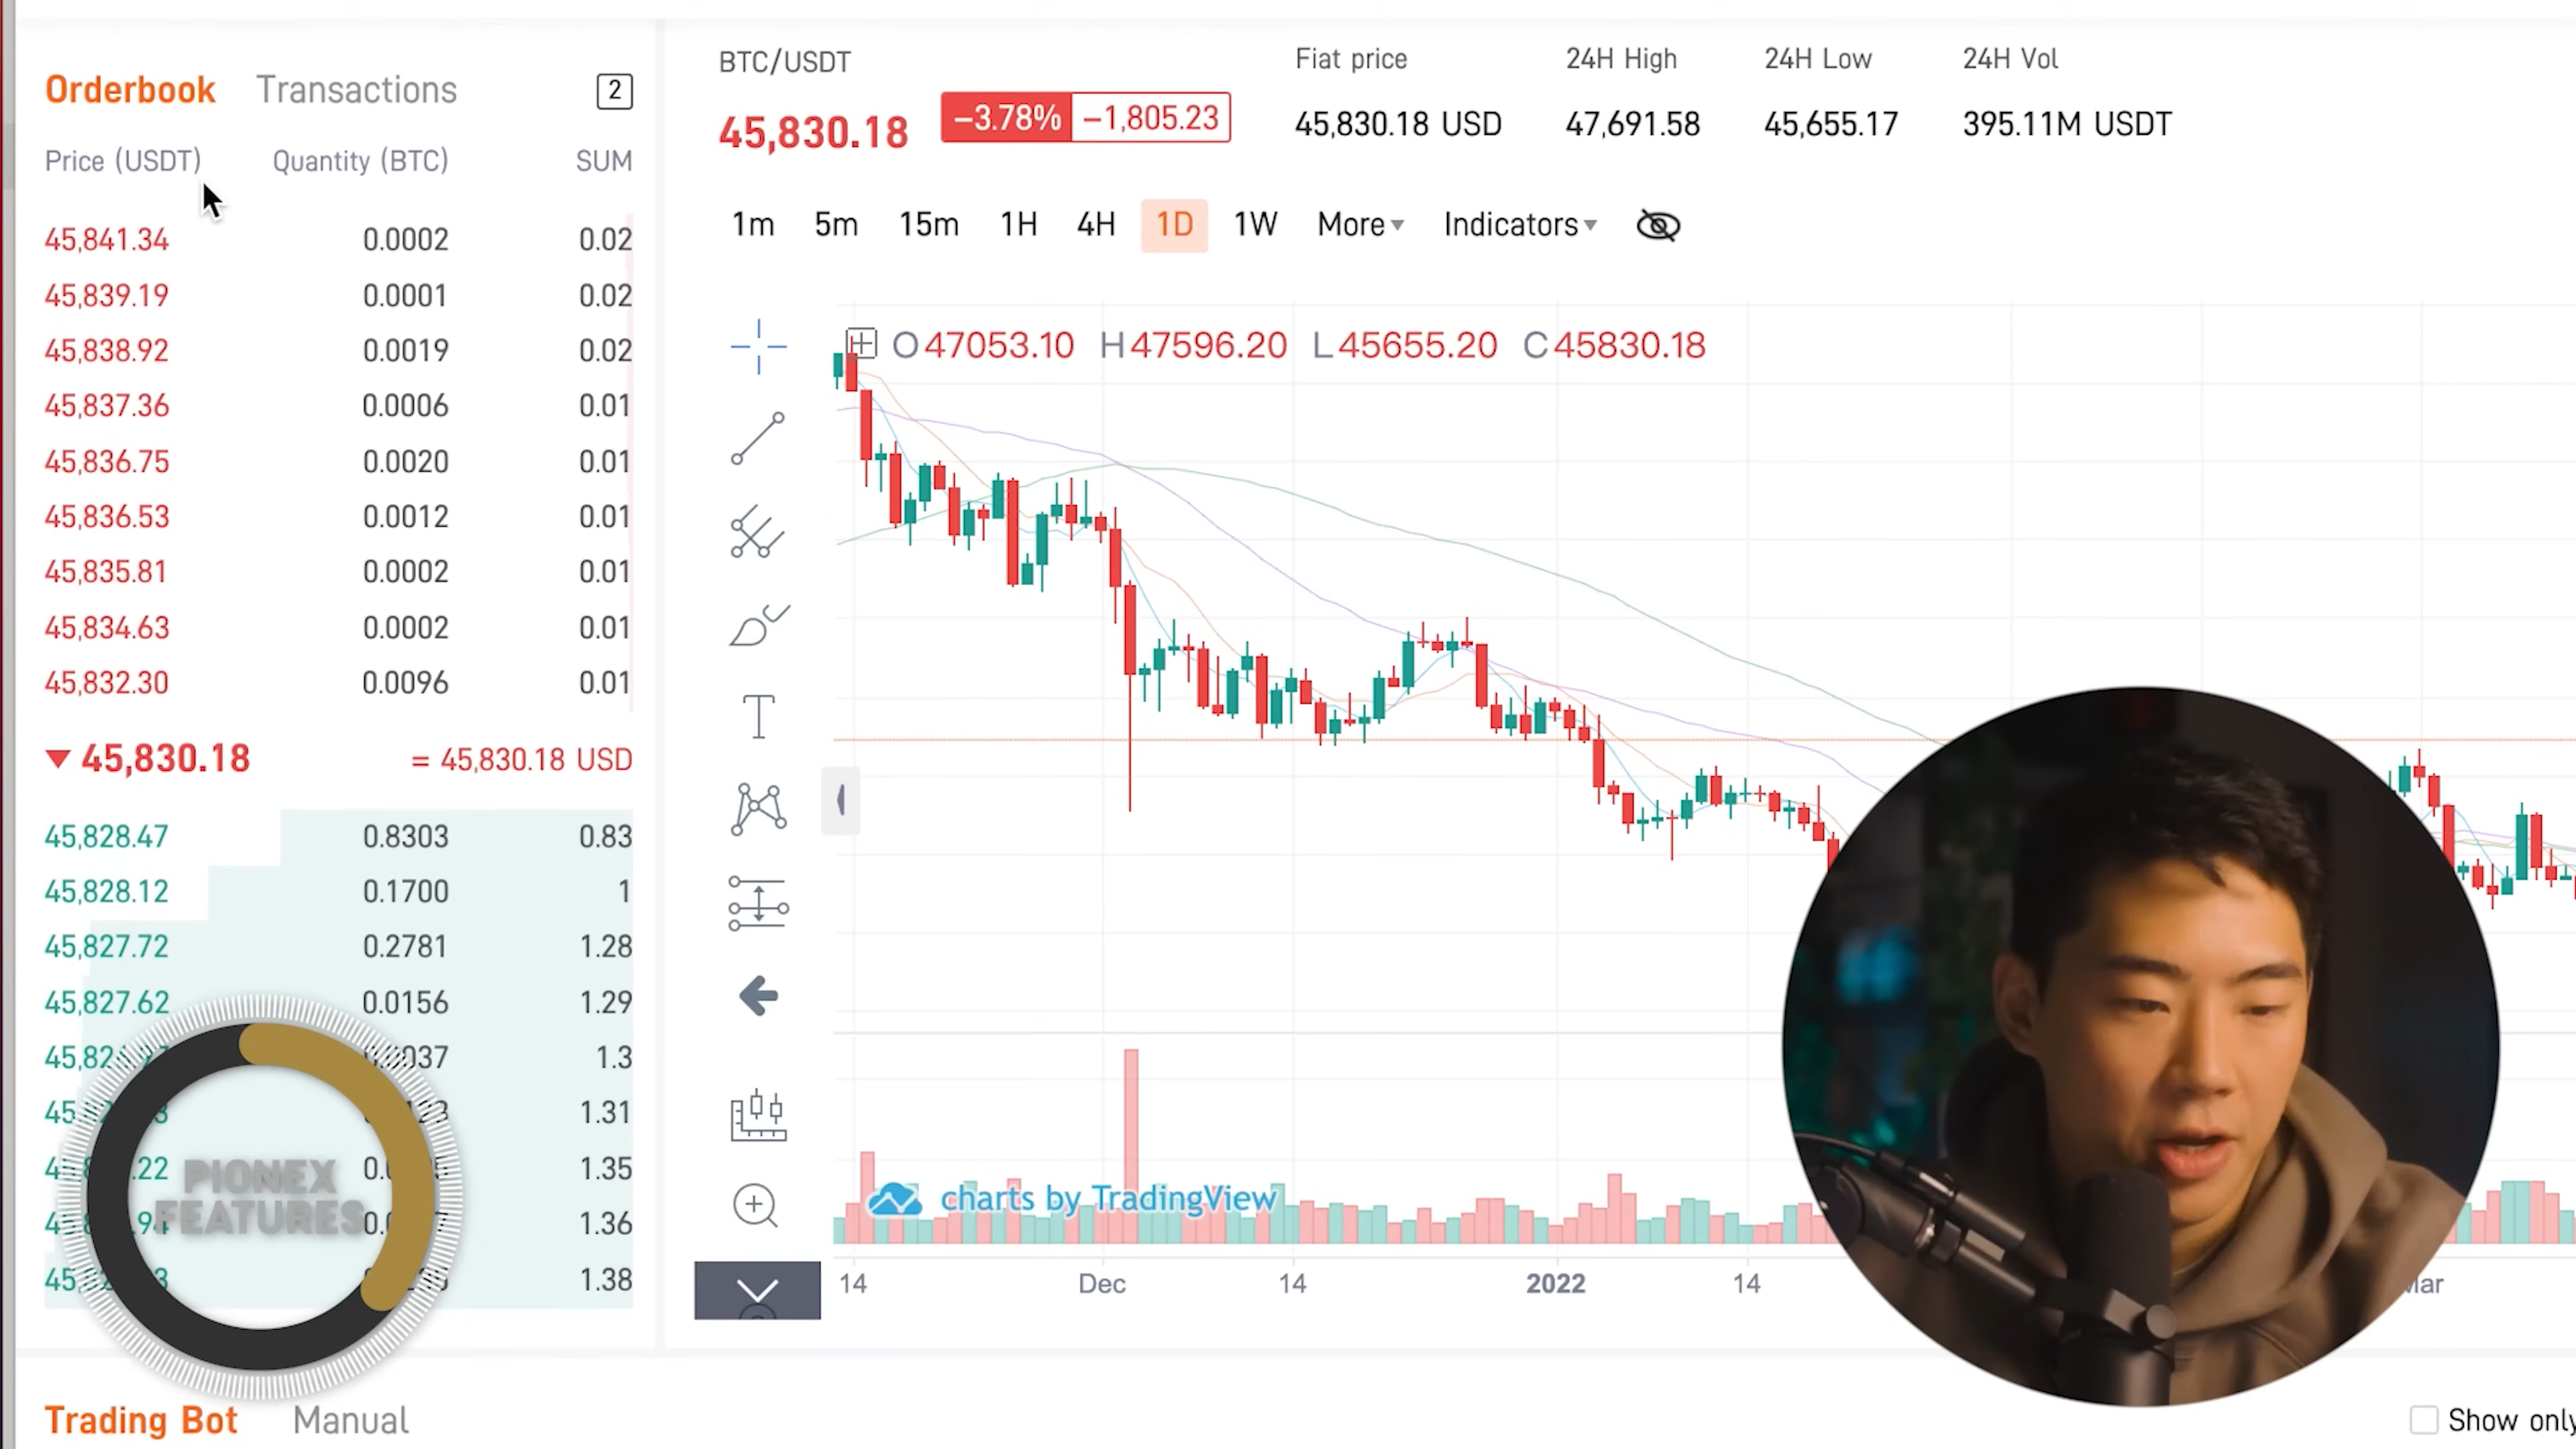 Orderbook Transactions 2
Price (USDT) Quantity (BTC) SUM
45,841.34 0.0002 0.02
45,839.19 0.0001 0.02
45,838.92 0.0019 0.02
45,837.36 0.0006 0.01
45,836.75 0.0020 0.01
45,836.53 0.0012 0.01
45,835.81 0.0002 0.01
45,834.63 0.0002 0.01
45,832.30 0.0096 0.01
▼ 45,830.18 = 45,830.18 USD
45,828.47 0.8303 0.83
45,828.12 0.1700 1
45,827.72 0.2781 1.28
45,827.62 0.0156 1.29
1.3
1.31
1.35
1.36
1.38
PIONEX
FEATURES
Trading Bot Manual
BTC/USDT
45,830.18 −3.78% −1,805.23
Fiat price
45,830.18 USD
24H High
47,691.58
24H Low
45,655.17
24H Vol
395.11M USDT
1m 5m 15m 1H 4H 1D 1W More Indicators
O47053.10 H47596.20 L45655.20 C45830.18
T
charts by TradingView
14 Dec 14 2022 14
Show only